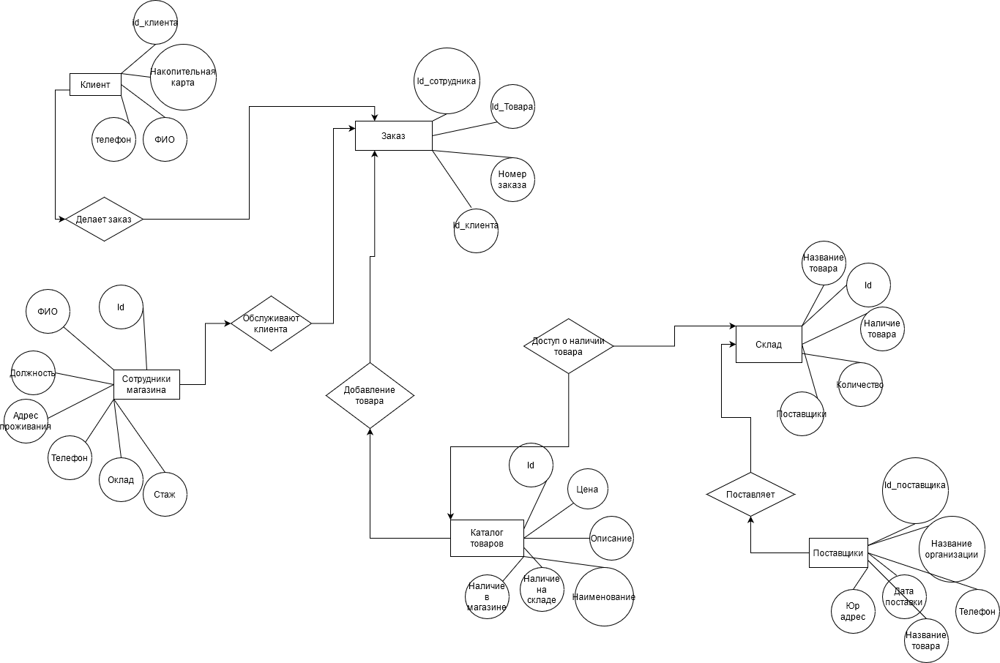 id_клиента
Накопительная
карта
Клиент
телефон
ФИО
Делает заказ
Id_сотрудника
Id_Товара
Заказ
Номер
заказа
Id_клиента
ФИО
Id
Должность
Сотрудники
магазина
Адрес
проживания
Телефон
Оклад
Стаж
Обслуживают
клиента
Добавление
товара
Доступ о наличии
товара
Название
товара
Id
Наличие
товара
Склад
Количество
Поставщики
Поставляет
Id
Цена
Каталог
товаров
Описание
Наличие
в
магазине
Наличие
на
складе
Наименование
Id_поставщика
Название
организации
Поставщики
Юр
адрес
Дата
поставки
Телефон
Название
товара